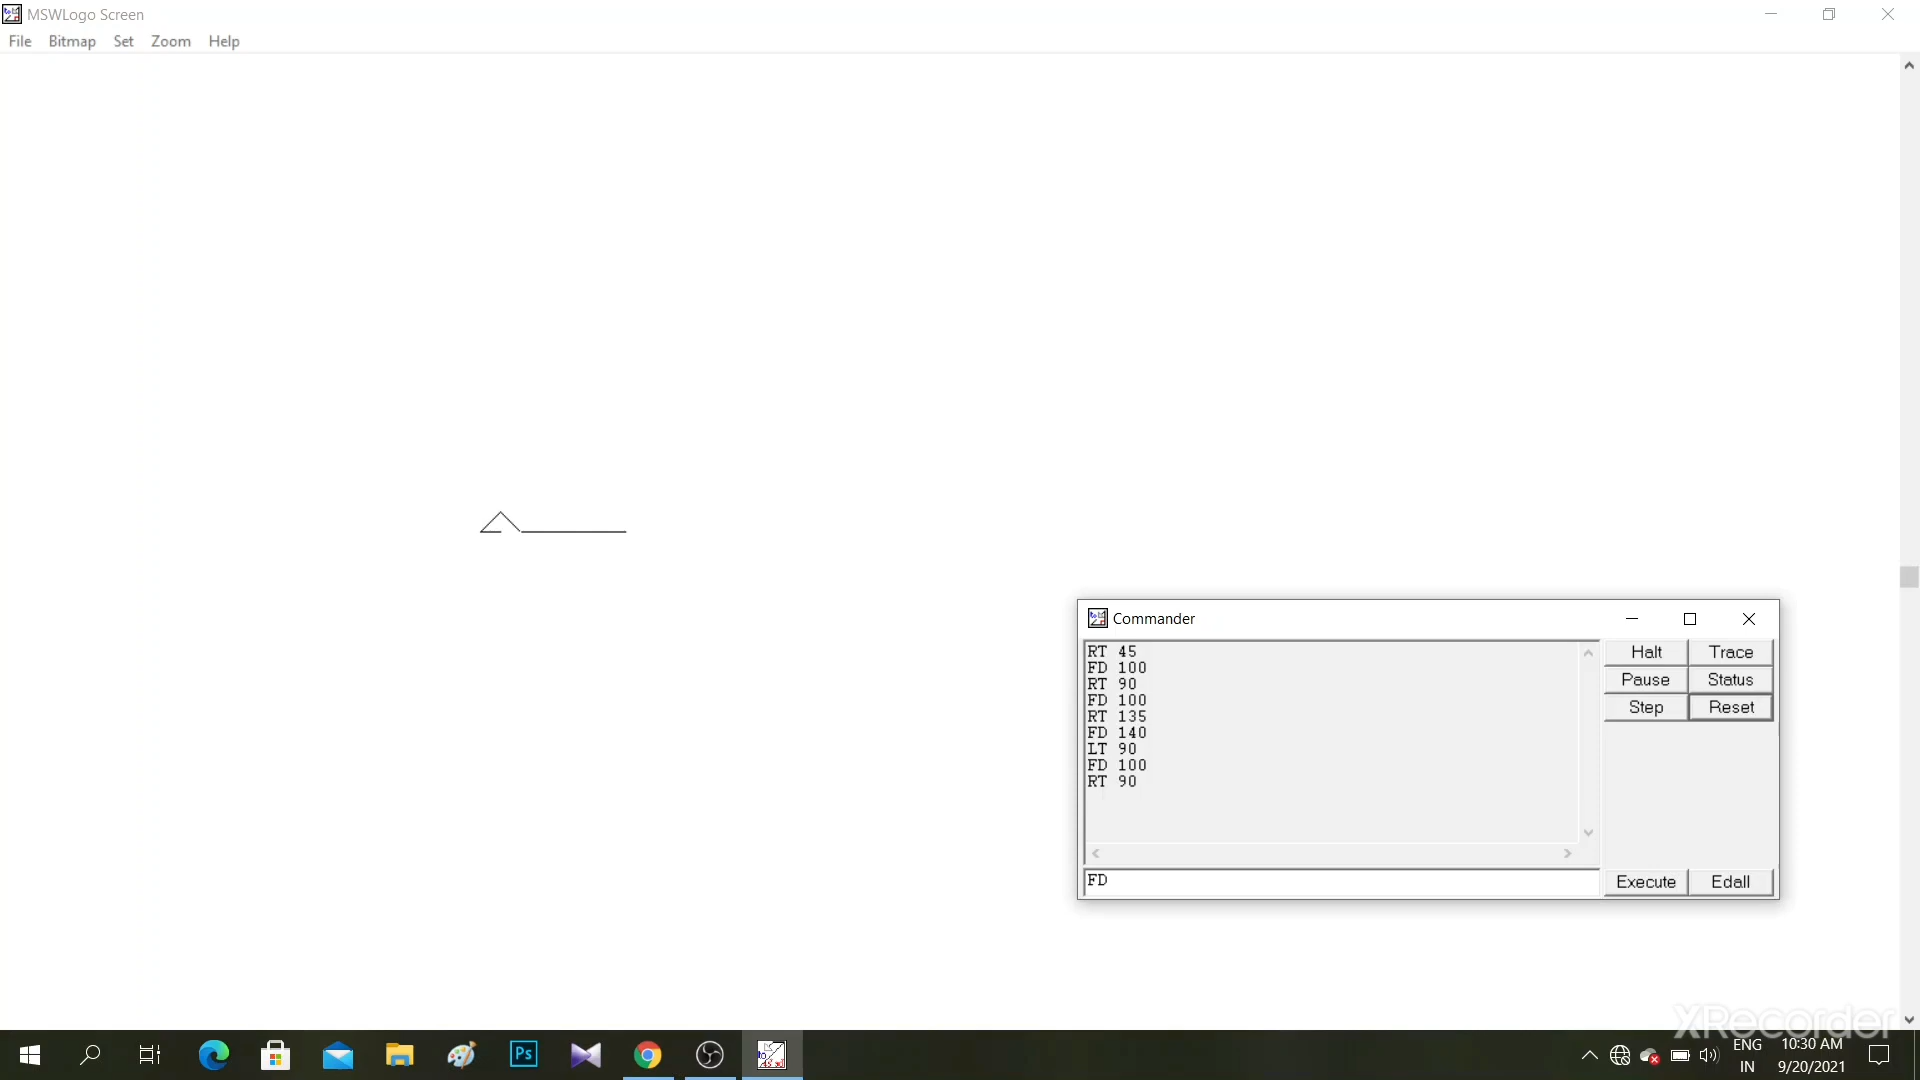 MSWLogo Screen
File Bitmap Set Zoom Help
Commander
RT 45
FD 100
RT 90
FD 100
RT 135
FD 140
LT 90
FD 100
RT 90
Halt Trace
Pause Status
Step Reset
FD
Execute Edall
XRecorder
Ps
ENG
IN
10:30 AM
9/20/2021